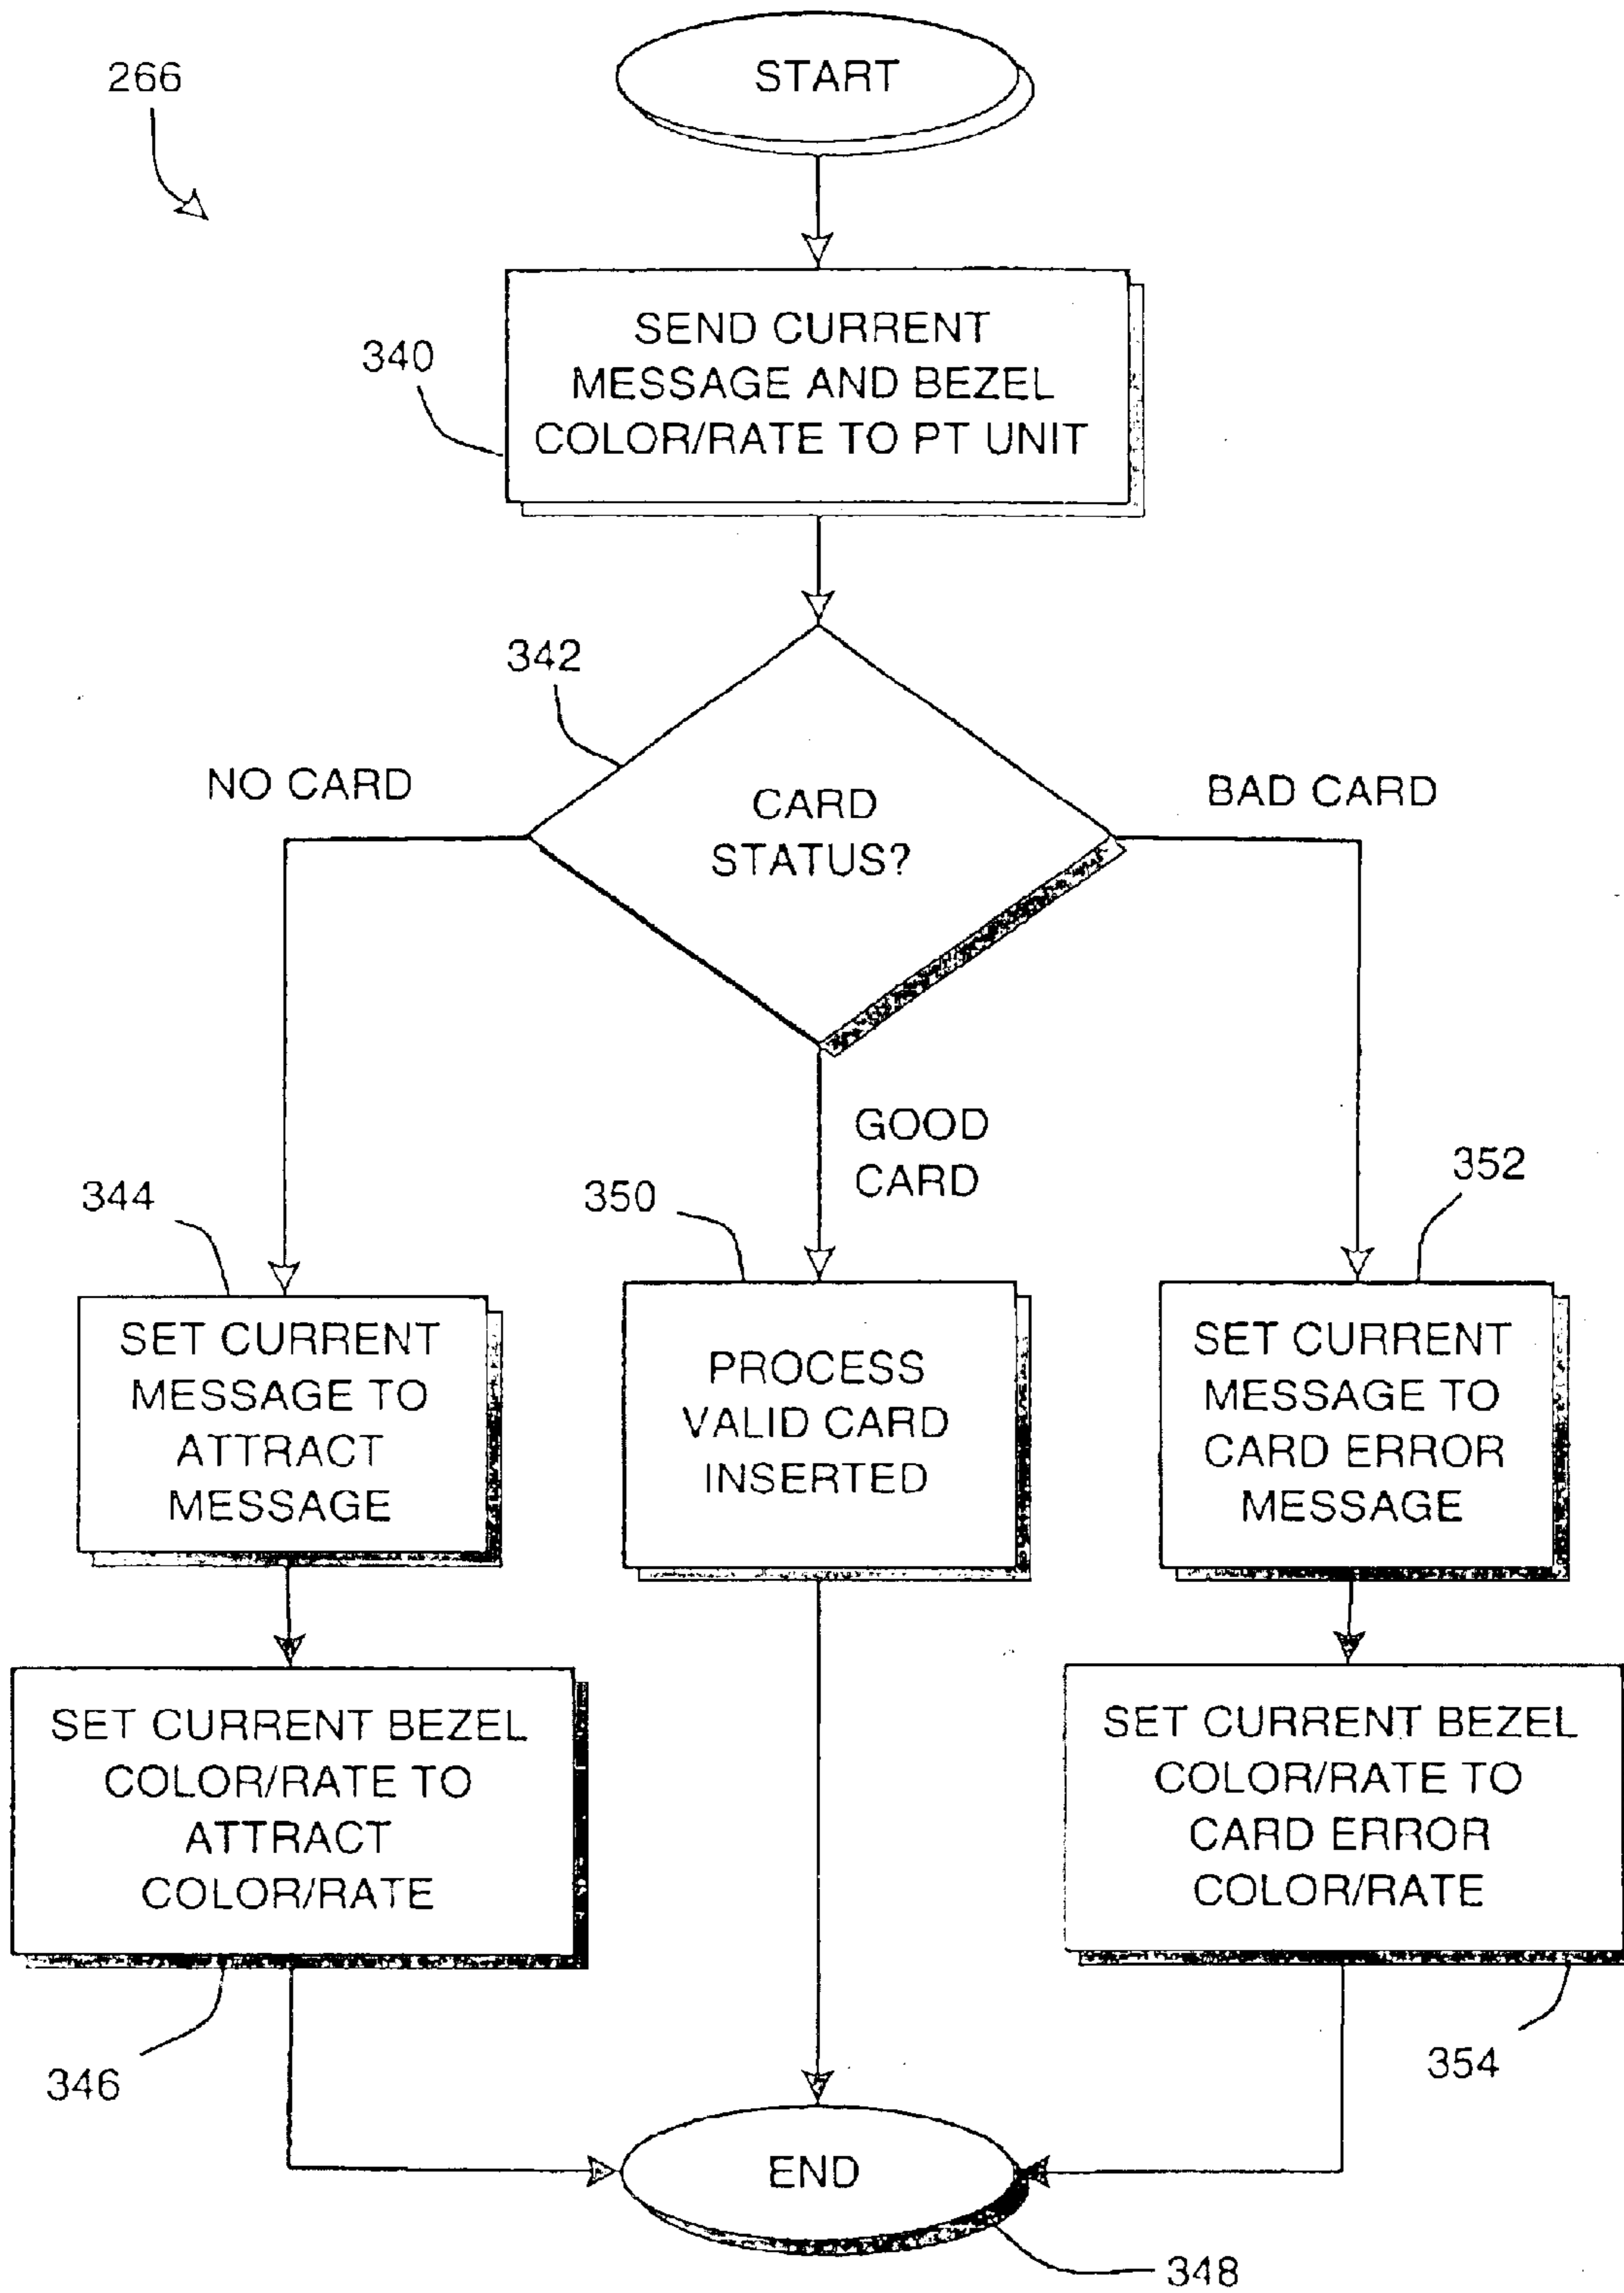 266
START
340
SEND CURRENT
MESSAGE AND BEZEL
COLOR/RATE TO PT UNIT
342
NO CARD
CARD
STATUS?
BAD CARD
GOOD
CARD
344
350
352
SET CURRENT
MESSAGE TO
ATTRACT
MESSAGE
PROCESS
VALID CARD
INSERTED
SET CURRENT
MESSAGE TO
CARD ERROR
MESSAGE
SET CURRENT BEZEL
COLOR/RATE TO
ATTRACT
COLOR/RATE
SET CURRENT BEZEL
COLOR/RATE TO
CARD ERROR
COLOR/RATE
346
354
END
348